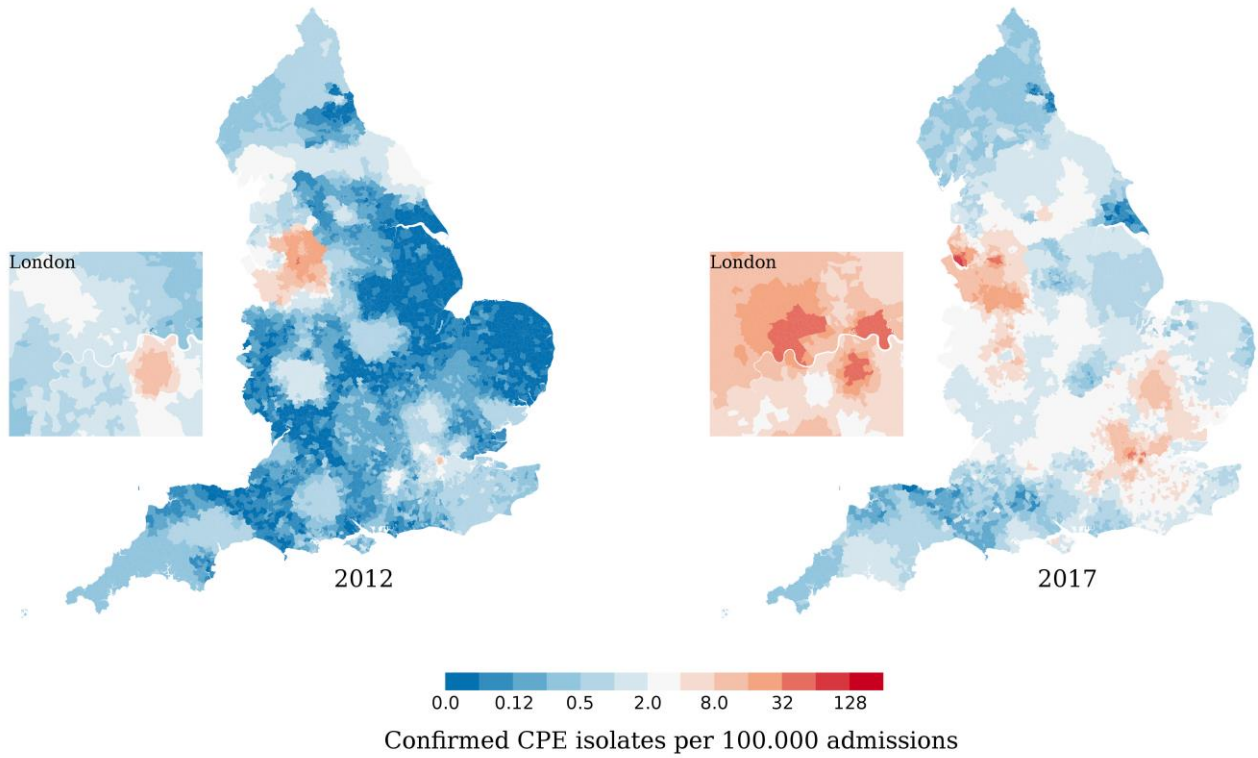 London
London
2012
2017
0.0 0.12 0.5 2.0 8.0 32 128
Confirmed CPE isolates per 100.000 admissions